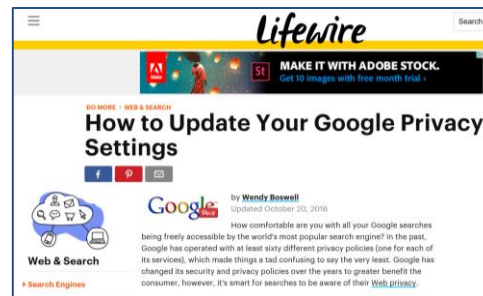 Lifewire
Search
Adobe
St
MAKE IT WITH ADOBE STOCK.
Get 10 images with free month trial ›
DO MORE › WEB & SEARCH
How to Update Your Google Privacy
Settings
Web & Search
▸ Search Engines
Google
by Wendy Boswell
Updated October 20, 2016
How comfortable are you with all your Google searches
being freely accessible by the world's most popular search engine? In the past,
Google has operated with at least sixty different privacy policies (one for each of
its services), which made things a tad confusing to say the very least. Google has
changed its security and privacy policies over the years to greater benefit the
consumer, however, it's smart for searches to be aware of their Web privacy.